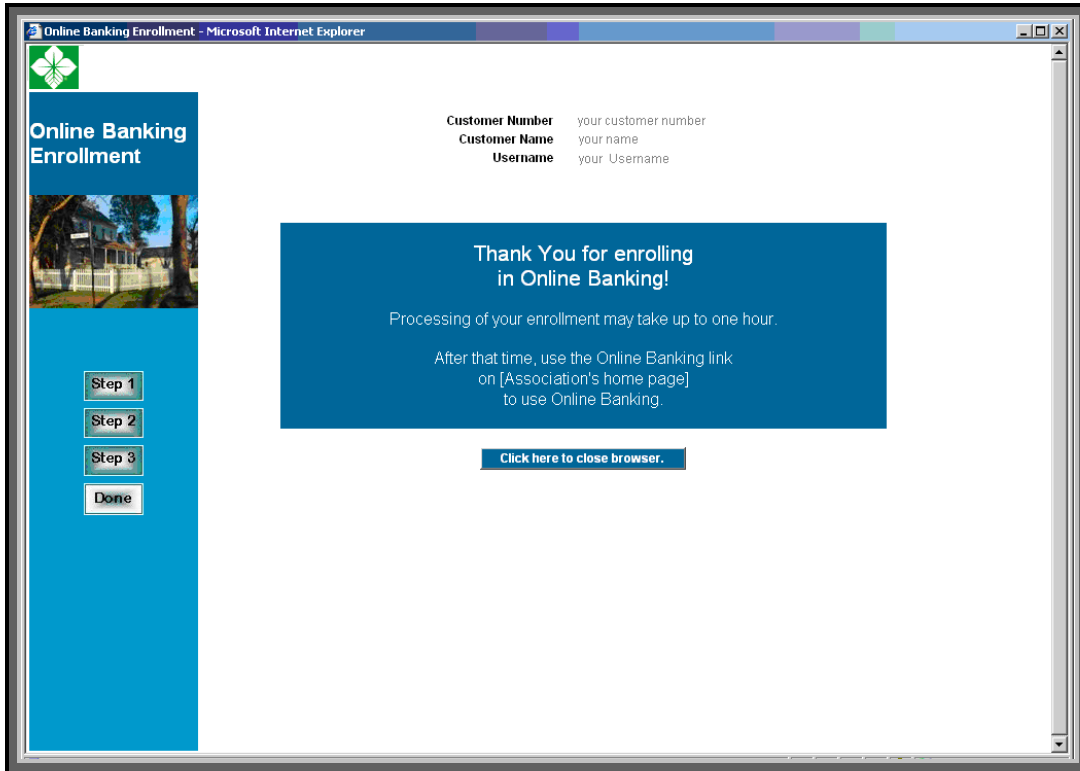 Online Banking Enrollment - Microsoft Internet Explorer
Online Banking
Enrollment
Customer Number your customer number
Customer Name your name
Username your Username
Thank You for enrolling
in Online Banking!
Processing of your enrollment may take up to one hour.
After that time, use the Online Banking link
on [Association's home page]
to use Online Banking.
Click here to close browser.
Step 1
Step 2
Step 3
Done